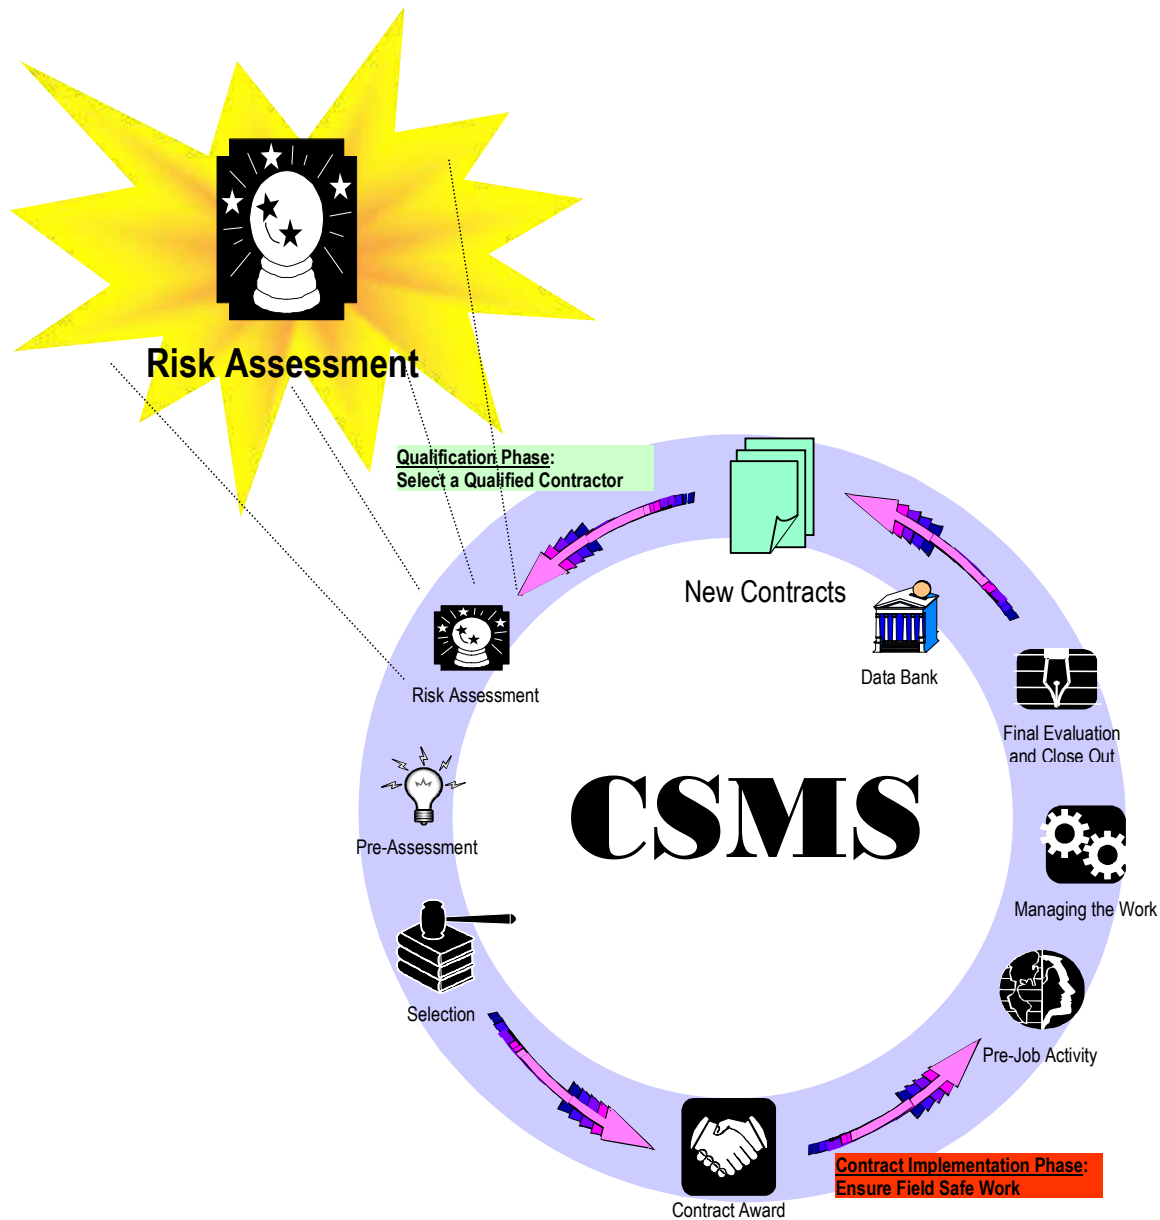 Risk Assessment
Qualification Phase:
Select a Qualified Contractor
New Contracts
Data Bank
Risk Assessment
Final Evaluation
and Close Out
CSMS
Pre-Assessment
Managing the Work
Selection
Pre-Job Activity
Contract Implementation Phase:
Ensure Field Safe Work
Contract Award